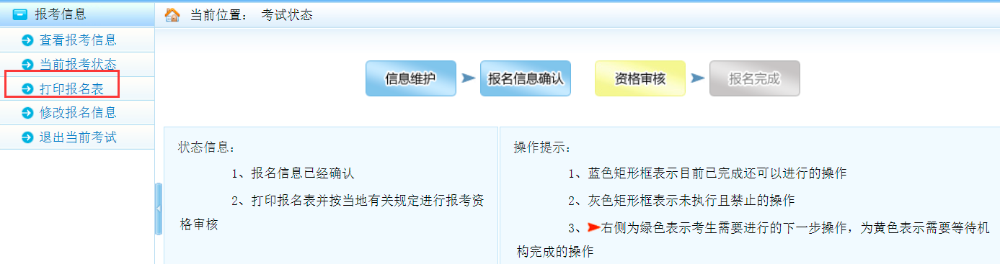 报考信息
查看报考信息
当前报考状态
打印报名表
修改报名信息
退出当前考试
当前位置： 考试状态
信息维护
报名信息确认
资格审核
报名完成
状态信息：
1、报名信息已经确认
2、打印报名表并按当地有关规定进行报考资
格审核
操作提示：
1、蓝色矩形框表示目前已完成还可以进行的操作
2、灰色矩形框表示未执行且禁止的操作
3、右侧为绿色表示考生需要进行的下一步操作，为黄色表示需要等待机
构完成的操作